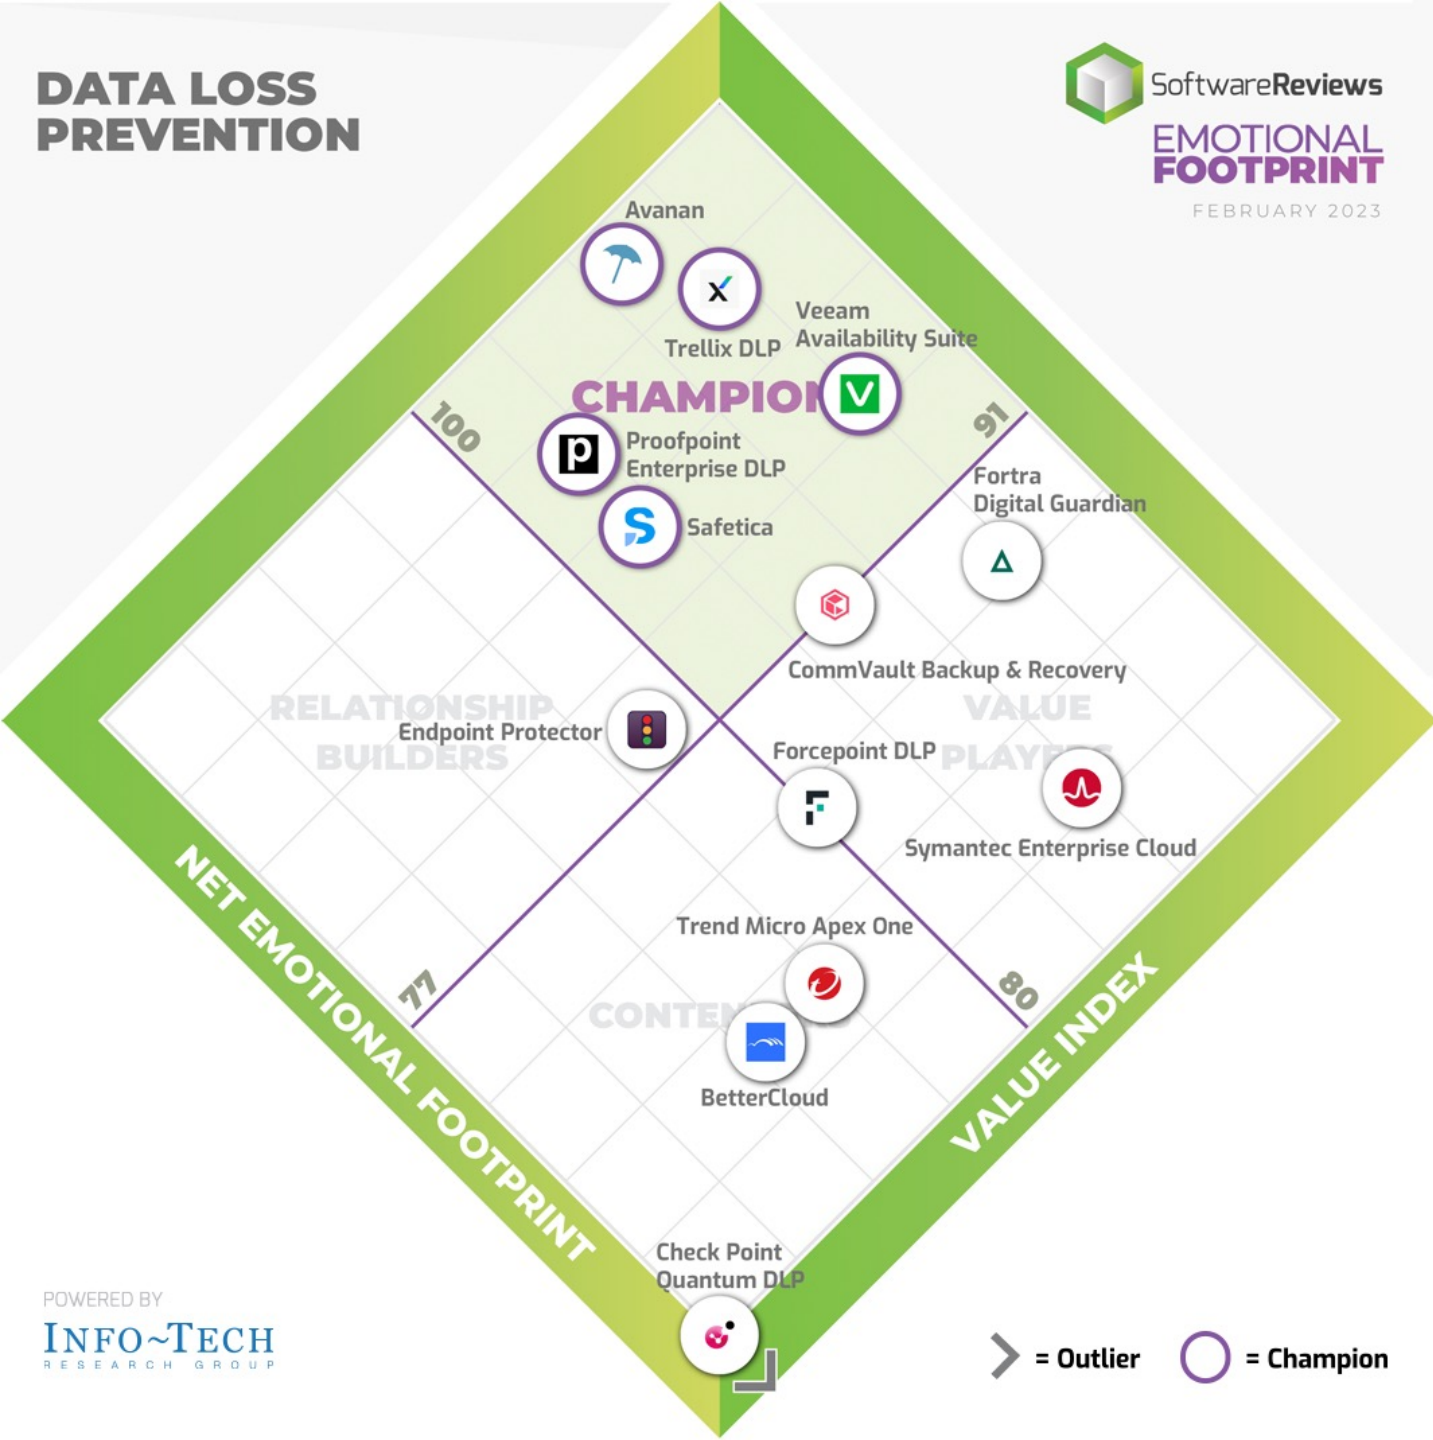 DATA LOSS
PREVENTION
SoftwareReviews
EMOTIONAL
FOOTPRINT
FEBRUARY 2023
Avanan
Trellix DLP
Veeam
Availability Suite
CHAMPION
100
91
Proofpoint
Enterprise DLP
Safetica
Fortra
Digital Guardian
CommVault Backup & Recovery
RELATIONSHIP
BUILDERS
Endpoint Protector
VALUE
PLAYERS
Forcepoint DLP
Symantec Enterprise Cloud
Trend Micro Apex One
77
80
BetterCloud
NET EMOTIONAL FOOTPRINT
VALUE INDEX
Check Point
Quantum DLP
POWERED BY
INFO~TECH
RESEARCH GROUP
= Outlier
= Champion